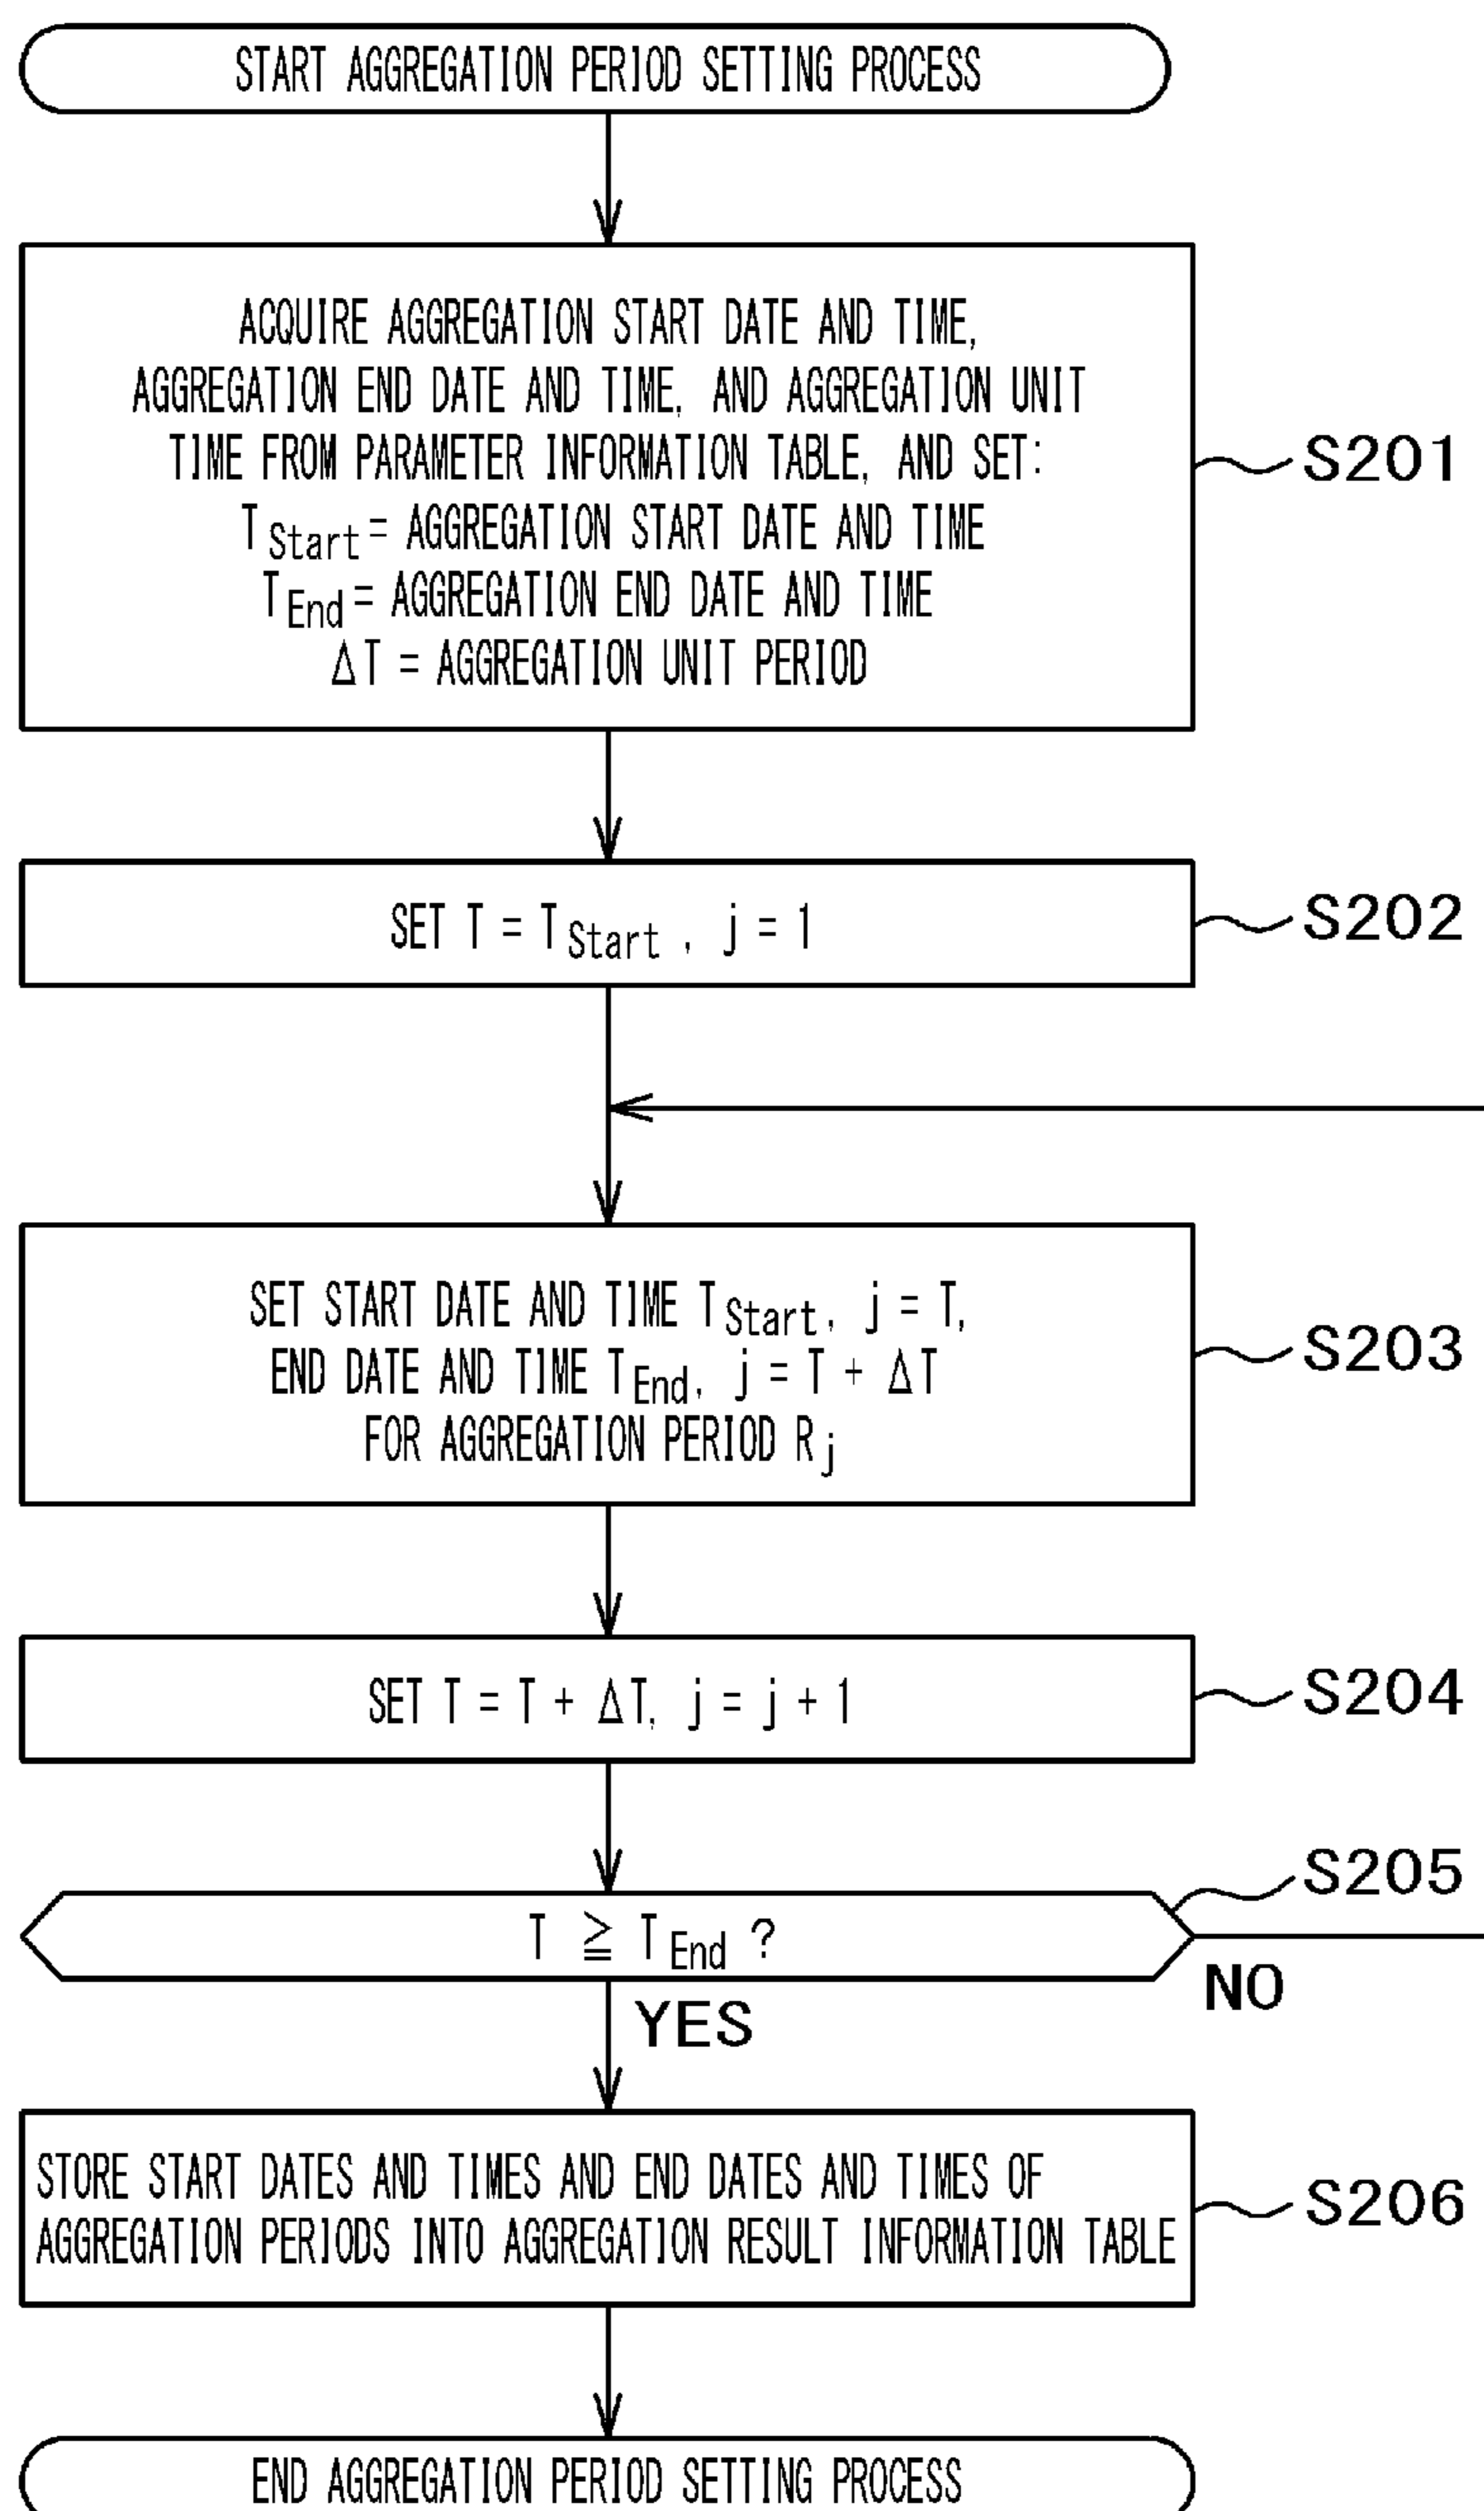 START AGGREGATION PERIOD SETTING PROCESS
ACQUIRE AGGREGATION START DATE AND TIME,
AGGREGATION END DATE AND TIME, AND AGGREGATION UNIT
TIME FROM PARAMETER INFORMATION TABLE, AND SET:
T Start = AGGREGATION START DATE AND TIME
T End = AGGREGATION END DATE AND TIME
ΔT = AGGREGATION UNIT PERIOD
S201
SET T = T Start , j = 1
S202
SET START DATE AND TIME T Start, j = T,
END DATE AND TIME T End, j = T + ΔT
FOR AGGREGATION PERIOD R j
S203
SET T = T + ΔT, j = j + 1
S204
S205
T ≧ T End ?
NO
YES
STORE START DATES AND TIMES AND END DATES AND TIMES OF
AGGREGATION PERIODS INTO AGGREGATION RESULT INFORMATION TABLE
S206
END AGGREGATION PERIOD SETTING PROCESS